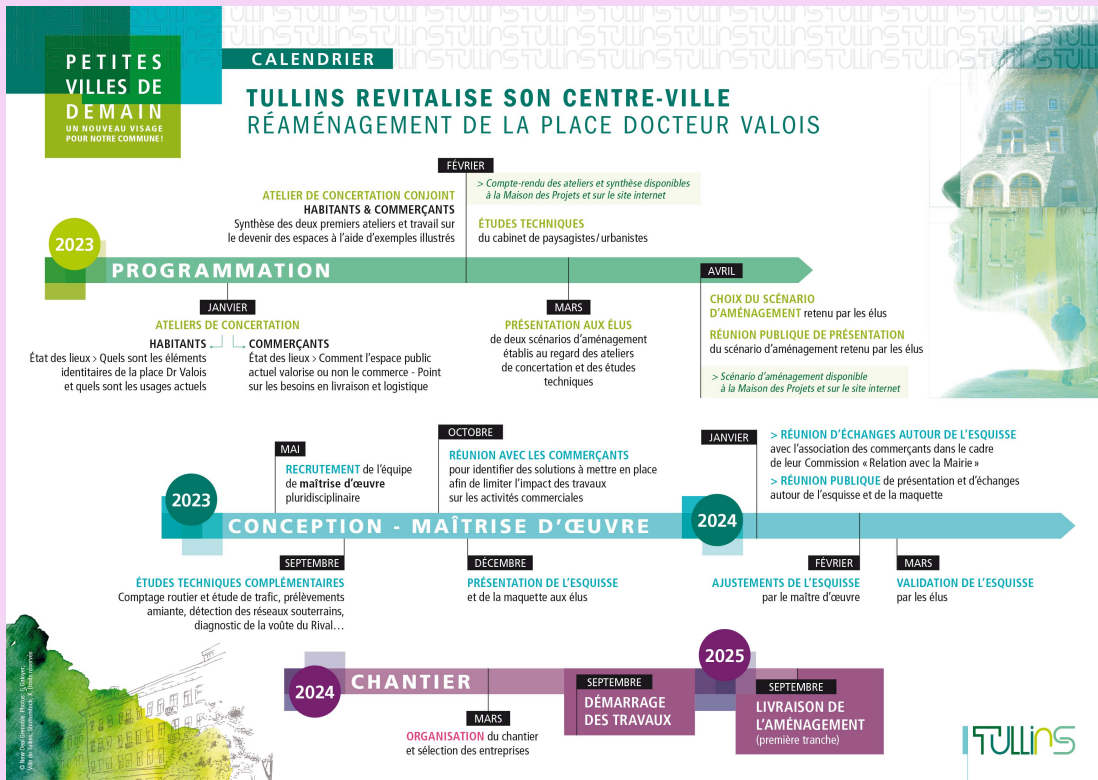 PETITES
VILLES DE
DEMAIN
UN NOUVEAU VISAGE
POUR NOTRE COMMUNE !
CALENDRIER
TULLINS REVITALISE SON CENTRE-VILLE
RÉAMÉNAGEMENT DE LA PLACE DOCTEUR VALOIS
FÉVRIER
ATELIER DE CONCERTATION CONJOINT
HABITANTS & COMMERÇANTS
Synthèse des deux premiers ateliers et travail sur
le devenir des espaces à l'aide d'exemples illustrés
> Compte-rendu des ateliers et synthèse disponibles
à la Maison des Projets et sur le site internet
ÉTUDES TECHNIQUES
du cabinet de paysagistes/urbanistes
2023
PROGRAMMATION
JANVIER
ATELIERS DE CONCERTATION
HABITANTS
État des lieux > Quels sont les éléments
identitaires de la place Dr Valois
et quels sont les usages actuels
COMMERÇANTS
État des lieux > Comment l'espace public
actuel valorise ou non le commerce - Point
sur les besoins en livraison et logistique
MARS
PRÉSENTATION AUX ÉLUS
de deux scénarios d'aménagement
établis au regard des ateliers
de concertation et des études
techniques
AVRIL
CHOIX DU SCÉNARIO
D'AMÉNAGEMENT retenu par les élus
RÉUNION PUBLIQUE DE PRÉSENTATION
du scénario d'aménagement retenu par les élus
> Scénario d'aménagement disponible
à la Maison des Projets et sur le site internet
MAI
RECRUTEMENT de l'équipe
de maîtrise d'œuvre
pluridisciplinaire
OCTOBRE
RÉUNION AVEC LES COMMERÇANTS
pour identifier des solutions à mettre en place
afin de limiter l'impact des travaux
sur les activités commerciales
JANVIER
> RÉUNION D'ÉCHANGES AUTOUR DE L'ESQUISSE
avec l'association des commerçants dans le cadre
de leur Commission « Relation avec la Mairie »
> RÉUNION PUBLIQUE de présentation et d'échanges
autour de l'esquisse et de la maquette
2023
CONCEPTION - MAÎTRISE D'ŒUVRE
2024
SEPTEMBRE
ÉTUDES TECHNIQUES COMPLÉMENTAIRES
Comptage routier et étude de trafic, prélèvements
amiante, détection des réseaux souterrains,
diagnostic de la voûte du Rival...
DÉCEMBRE
PRÉSENTATION DE L'ESQUISSE
et de la maquette aux élus
FÉVRIER
AJUSTEMENTS DE L'ESQUISSE
par le maître d'œuvre
MARS
VALIDATION DE L'ESQUISSE
par les élus
2024
CHANTIER
2025
MARS
ORGANISATION du chantier
et sélection des entreprises
SEPTEMBRE
DÉMARRAGE
DES TRAVAUX
SEPTEMBRE
LIVRAISON DE
L'AMÉNAGEMENT
(première tranche)
TULLINS